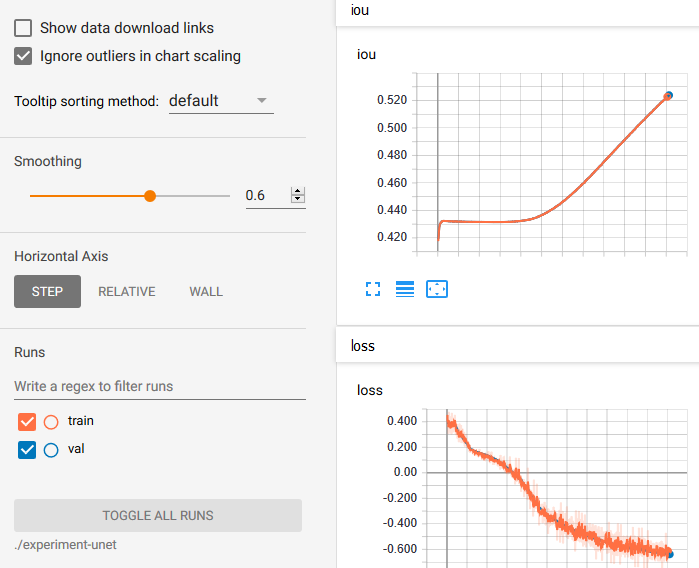 Show data download links
Ignore outliers in chart scaling
Tooltip sorting method: default
Smoothing
0.6
Horizontal Axis
STEP RELATIVE WALL
Runs
Write a regex to filter runs
train
val
TOGGLE ALL RUNS
./experiment-unet
iou
iou
0.520
0.500
0.480
0.460
0.440
0.420
loss
loss
0.400
0.200
0.00
-0.200
-0.400
-0.600